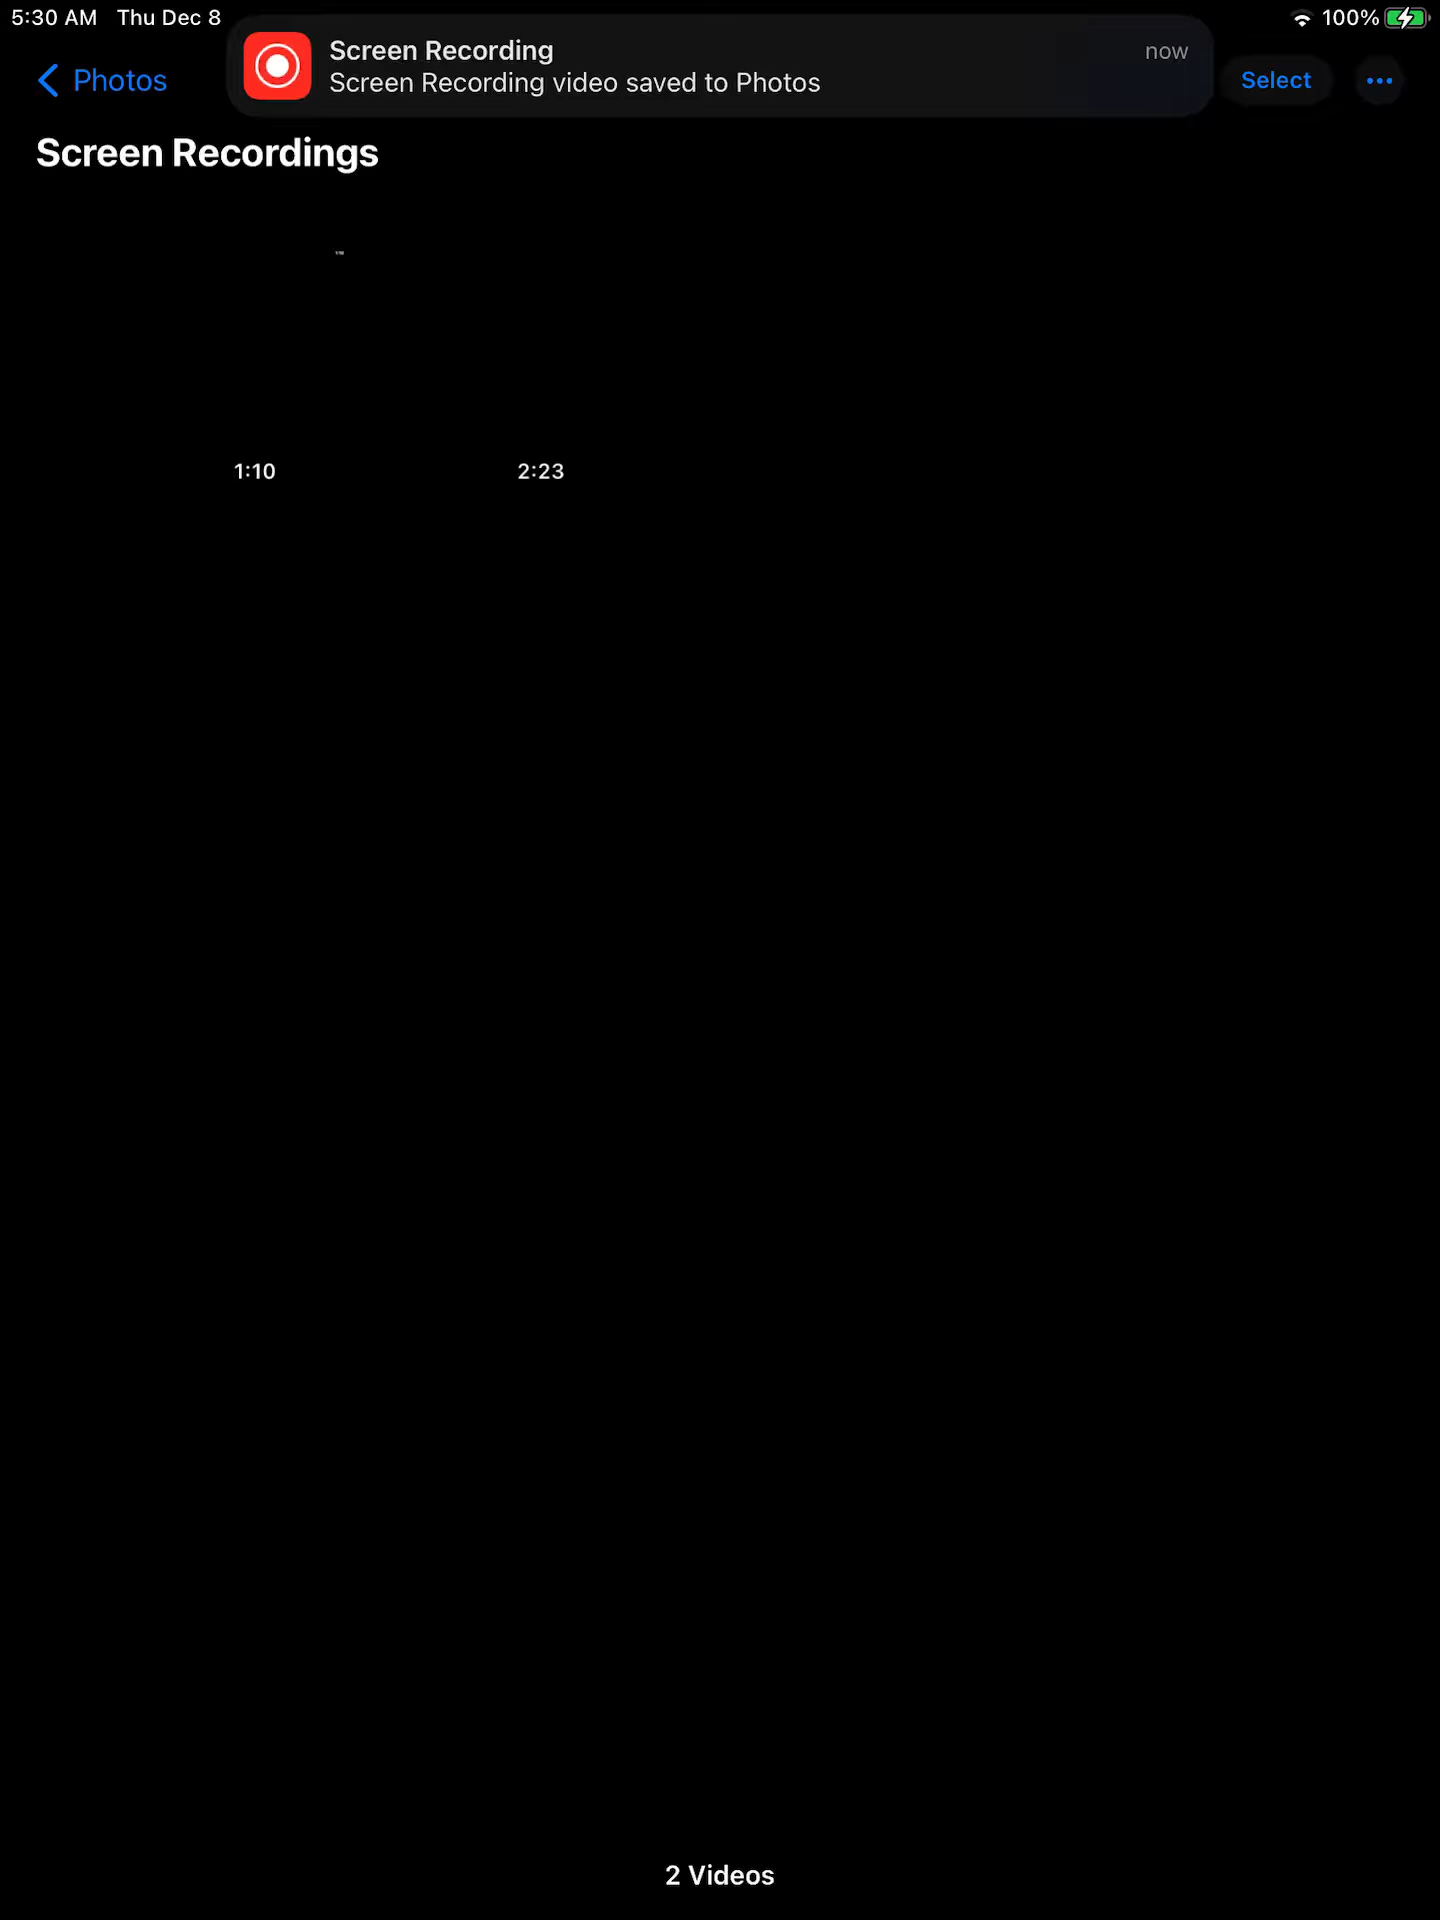 5:30 AM Thu Dec 8
100%
Screen Recording
now
Screen Recording video saved to Photos
Photos
Select
Screen Recordings
1:10
2:23
2 Videos